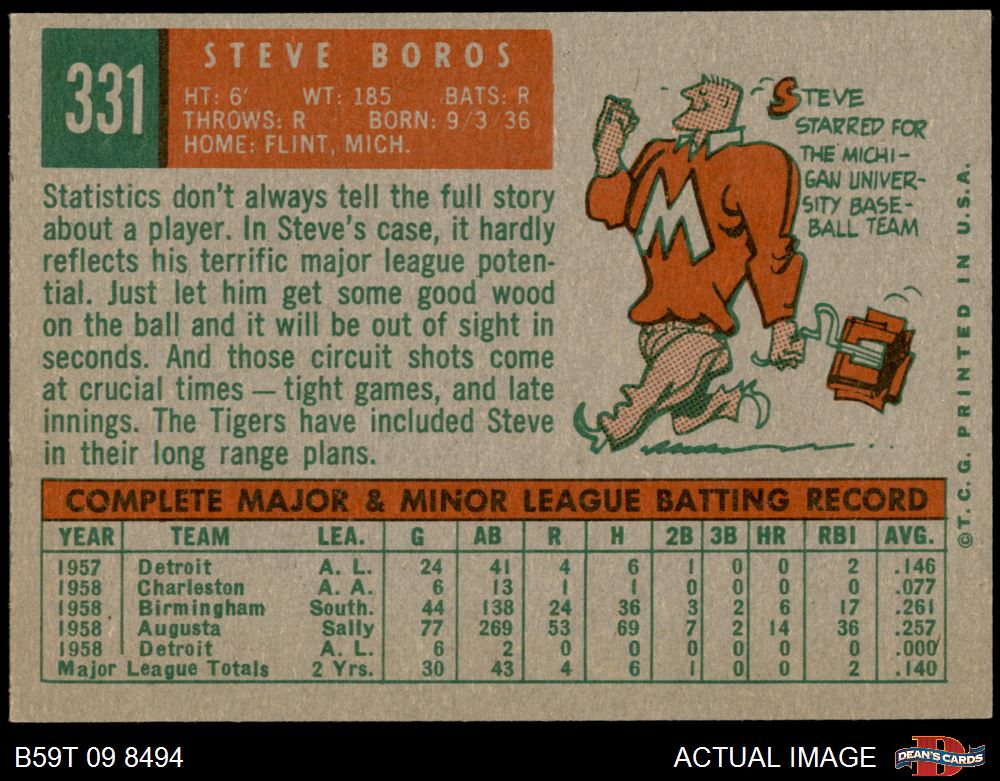 331
STEVE BOROS
HT: 6' WT: 185 BATS: R
THROWS: R BORN: 9/3/36
HOME: FLINT, MICH.
Statistics don't always tell the full story
about a player. In Steve's case, it hardly
reflects his terrific major league poten-
tial. Just let him get some good wood
on the ball and it will be out of sight in
seconds. And those circuit shots come
at crucial times — tight games, and late
innings. The Tigers have included Steve
in their long range plans.
STEVE
STARRED FOR
THE MICHI-
GAN UNIVER-
SITY BASE-
BALL TEAM
M
©T. C. G. PRINTED IN U.S.A.
COMPLETE MAJOR & MINOR LEAGUE BATTING RECORD
YEAR TEAM LEA. G AB R H 2B 3B HR RBI AVG.
1957 Detroit A. L. 24 41 4 6 1 0 0 2 .146
1958 Charleston A. A. 6 13 1 1 0 0 0 0 .077
1958 Birmingham South. 44 138 24 36 3 2 6 17 .261
1958 Augusta Sally 77 269 53 69 7 2 14 36 .257
1958 Detroit A. L. 6 2 0 0 0 0 0 0 .000
Major League Totals 2 Yrs. 30 43 4 6 1 0 0 2 .140
B59T 09 8494
ACTUAL IMAGE
D
DEAN'S CARDS